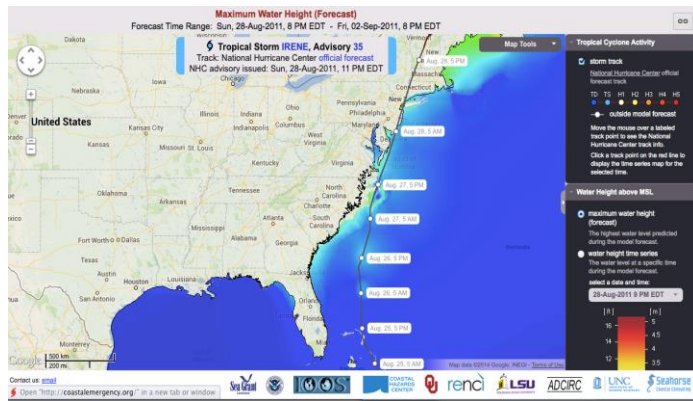 Maximum Water Height (Forecast)
Forecast Time Range: Sun, 28-Aug-2011, 8 PM EDT - Fri, 02-Sep-2011, 8 PM EDT
Tropical Storm IRENE, Advisory 35
Track: National Hurricane Center official forecast
NHC advisory issued: Sun, 28-Aug-2011, 11 PM EDT
Map Tools
Dakota
Nebraska
United States
Kansas
Kansas City
Missouri St. Louis
Oklahoma
Arkansas
Fort Worth Dallas
Texas
Austin
San Antonio
Houston
Louisiana
Monterrey
Mississippi
Alabama
Georgia
Atlanta
Tennessee
Kentucky
Illinois
Indiana
Indianapolis
Ohio
Columbus
Chicago
West
Virginia
Virginia
Pennsylvania
Philadelphia
Maryland
New York
Connecticut
Massachusetts
North
Carolina
Charlotte
South
Carolina
Orlando
Florida
Miami
Aug. 28, 5 PM
Aug. 28, 5 AM
Aug. 27, 5 PM
Aug. 27, 5 AM
Aug. 26, 5 PM
Aug. 26, 5 AM
Aug. 25, 5 PM
Aug. 25, 5 AM
Google
500 km
200 mi
Map data ©2014 Google, INEGI - Terms of Use
Tropical Cyclone Activity
storm track
National Hurricane Center official
forecast track
TD TS H1 H2 H3 H4 H5
outside model forecast
Move the mouse over a labeled
track point to see the National
Hurricane Center track info.
Click a track point on the red line to
display the time series map for the
selected time.
Water Height above MSL
maximum water height
(forecast)
The highest water level predicted
during the model forecast.
water height time series
The water level at a specific time
during the model forecast.
select a date and time:
28-Aug-2011 9 PM EDT
[ft] [m]
16 5
14 4.5
12 4
3.5
Contact us: email
Open "http://coastalemergency.org/" in a new tab or window
Sea Grant
IOOS
COASTAL
HAZARDS
CENTER
renci
LSU
ADCIRC
UNC
Seahorse